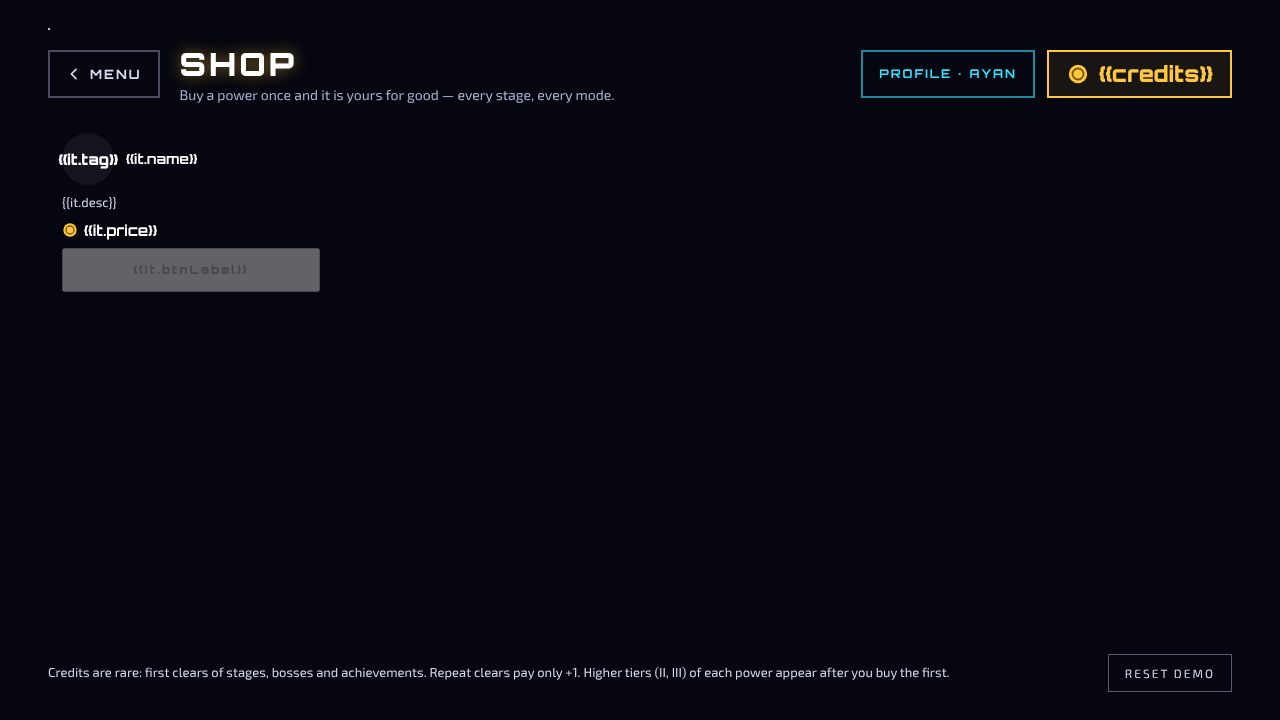 MENU
SHOP
Buy a power once and it is yours for good — every stage, every mode.
PROFILE · AYAN
{{credits}}
{{it.tag}}
{{it.name}}
{{it.desc}}
{{it.price}}
{{it.btnLabel}}
Credits are rare: first clears of stages, bosses and achievements. Repeat clears pay only +1. Higher tiers (II, III) of each power appear after you buy the first.
RESET DEMO